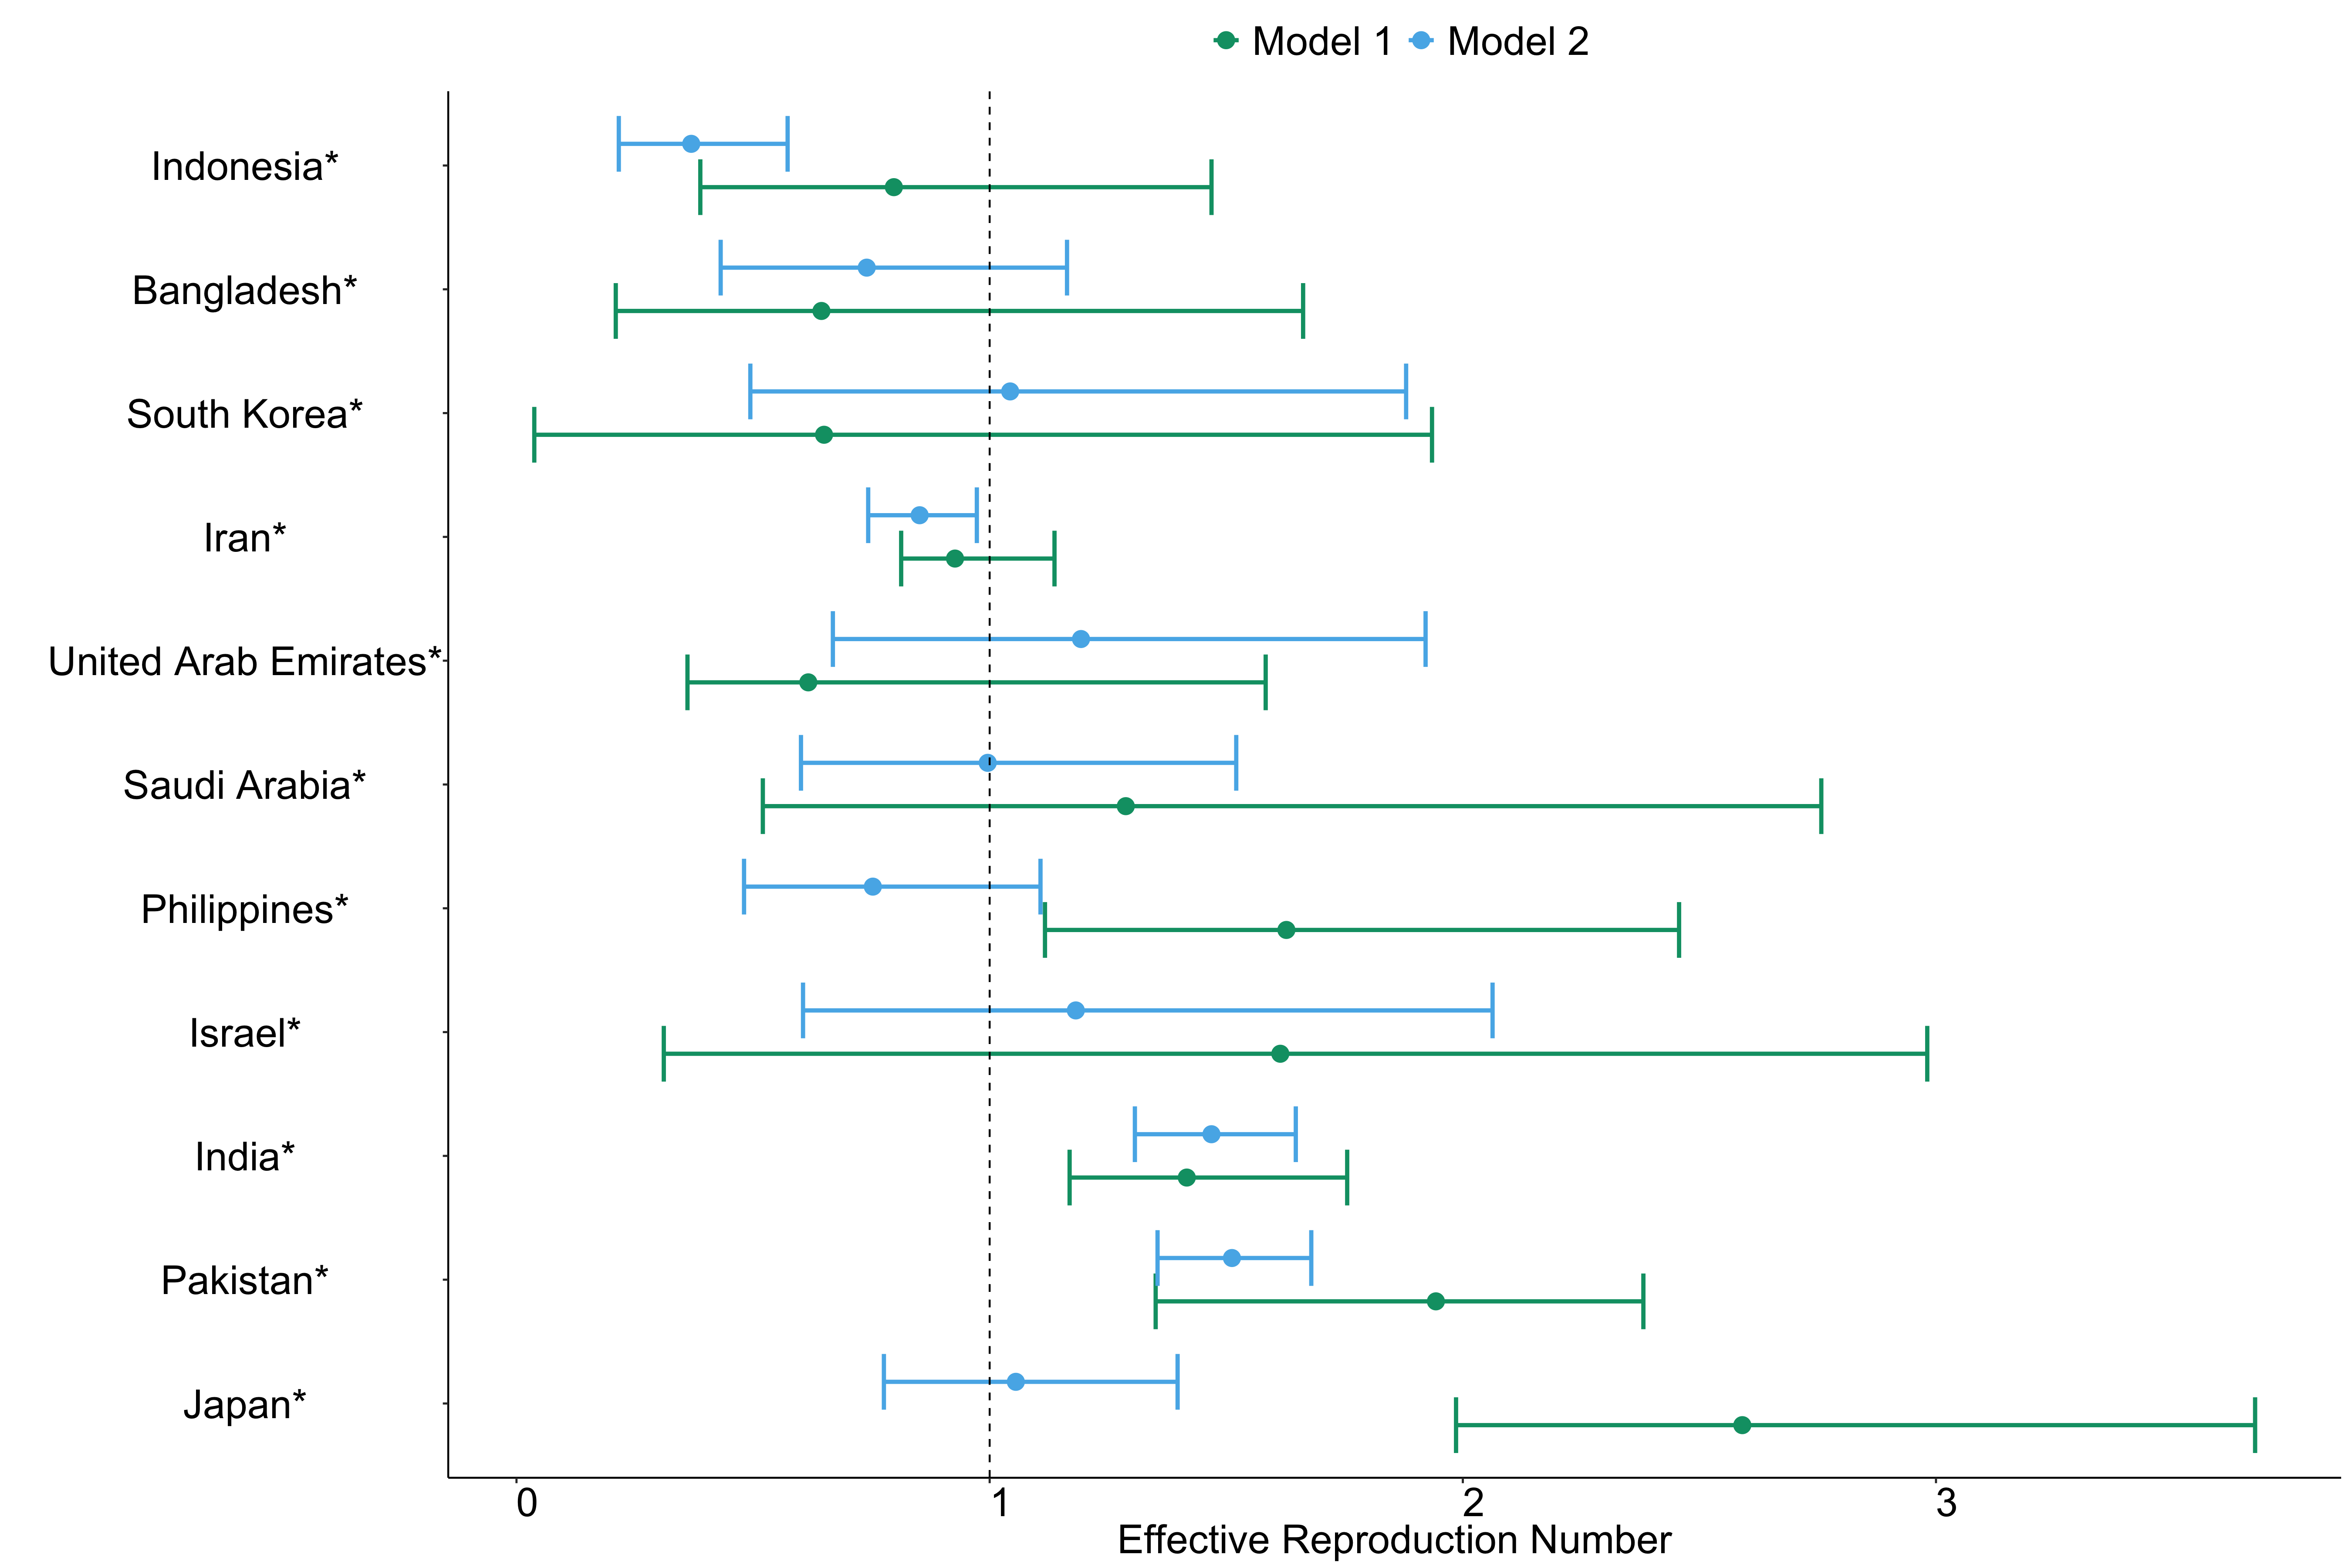 Model 1 Model 2
Indonesia*
Bangladesh*
South Korea*
Iran*
United Arab Emirates*
Saudi Arabia*
Philippines*
Israel*
India*
Pakistan*
Japan*
0 1 2 3
Effective Reproduction Number